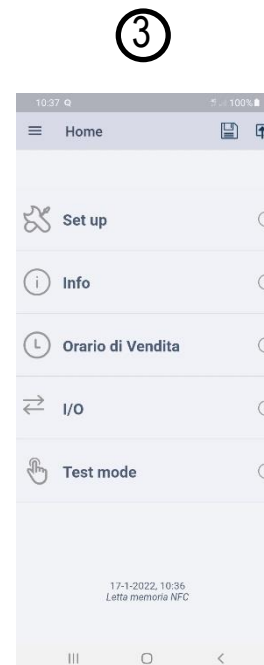 3
10:37
100%
Home
Set up
Info
Orario di Vendita
I/O
Test mode
17-1-2022, 10:36
Letta memoria NFC